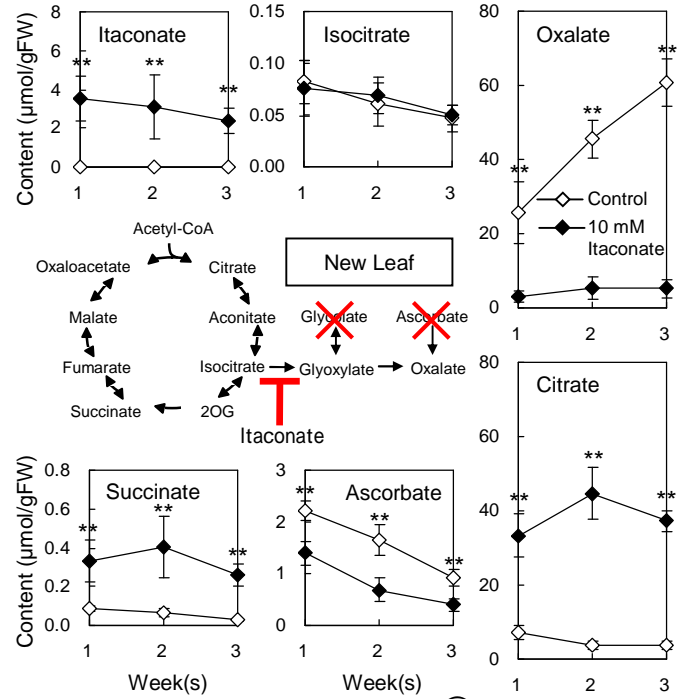 Itaconate
Content (μmol/gFW)
8
6
4
2
0
**
**
**
1
2
3
Isocitrate
0.15
0.10
0.05
0.00
1
2
3
Oxalate
80
60
40
20
0
**
**
**
Control
10 mM
Itaconate
1
2
3
Acetyl-CoA
Oxaloacetate
Citrate
Malate
Aconitate
Fumarate
Isocitrate
Succinate
2OG
New Leaf
Glycolate
Ascorbate
Glyoxylate
Oxalate
Itaconate
Citrate
80
60
40
20
0
**
**
**
1
2
3
Succinate
Content (μmol/gFW)
0.8
0.6
0.4
0.2
0.0
**
**
**
1
2
3
Week(s)
Ascorbate
3
2
1
0
**
**
**
1
2
3
Week(s)